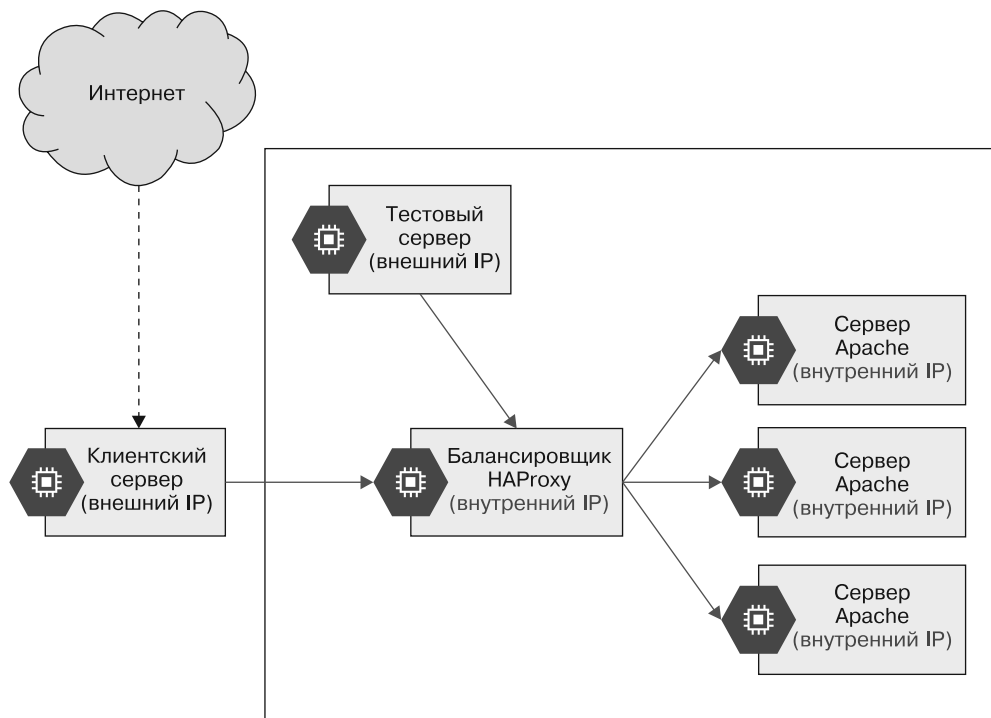 Интернет
Тестовый
сервер
(внешний IP)
Сервер
Apache
(внутренний IP)
Клиентский
сервер
(внешний IP)
Балансировщик
HAProxy
(внутренний IP)
Сервер
Apache
(внутренний IP)
Сервер
Apache
(внутренний IP)